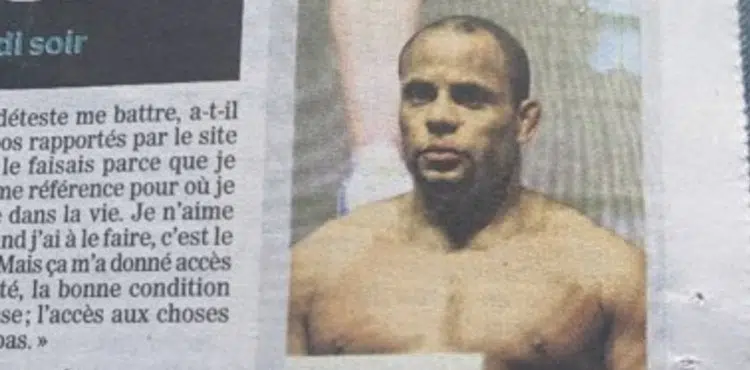 di soir
déteste me battre, a-t-il
os rapportés par le site
le faisais parce que je
me référence pour où je
dans la vie. Je n'aime
nd j'ai à le faire, c'est le
Mais ça m'a donné accès
té, la bonne condition
se; l'accès aux choses
pas. »